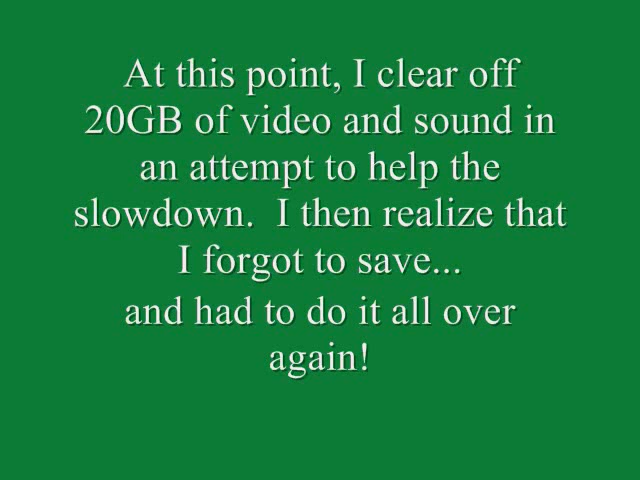 At this point, I clear off
20GB of video and sound in
an attempt to help the
slowdown.  I then realize that
I forgot to save...
and had to do it all over
again!